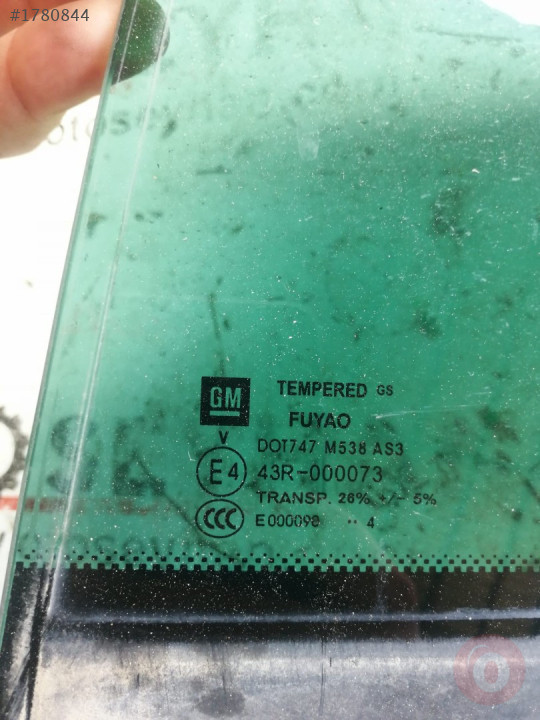 #1780844
GM TEMPERED GS
FUYAO
V DOT747 M538 AS3
E4 43R-000073
TRANSP. 26% +/- 5%
CCC E000098 .. 4